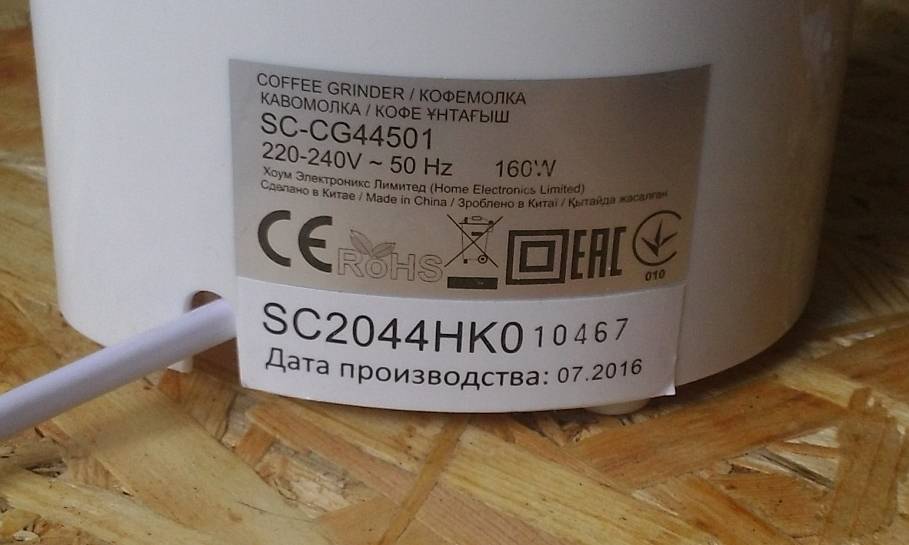 COFFEE GRINDER / КОФЕМОЛКА
КАВОМОЛКА / КОФЕ ҰНТАҒЫШ
SC-CG44501
220-240V ~ 50 Hz 160W
Хоум Электроникс Лимитед (Home Electronics Limited)
Сделано в Китае / Made in China / Зроблено в Китаї / Қытайда жасалған
CE RoHS EAC
010
SC2044HK010467
Дата производства: 07.2016